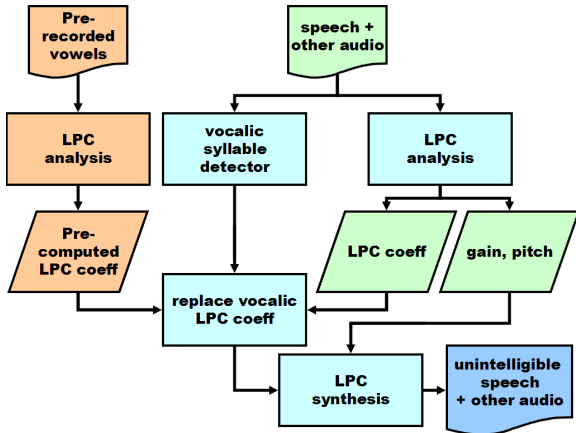 Pre-
recorded
vowels
speech +
other audio
LPC
analysis
vocalic
syllable
detector
LPC
analysis
Pre-
computed
LPC coeff
LPC coeff
gain, pitch
replace vocalic
LPC coeff
LPC
synthesis
unintelligible
speech
+ other audio